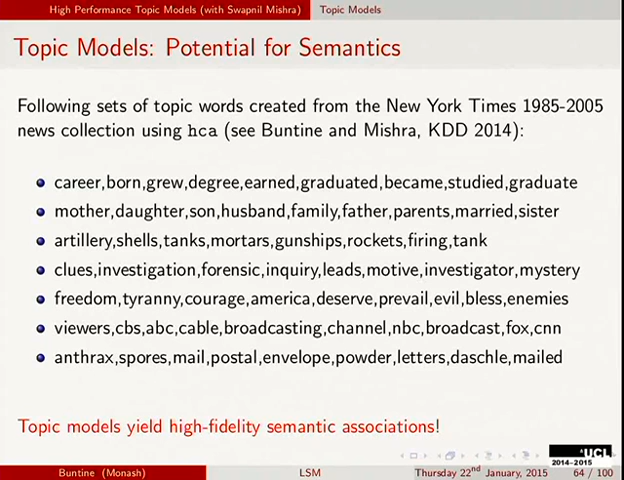 High Performance Topic Models (with Swapnil Mishra) Topic Models
Topic Models: Potential for Semantics
Following sets of topic words created from the New York Times 1985-2005
news collection using hca (see Buntine and Mishra, KDD 2014):
career,born,grew,degree,earned,graduated,became,studied,graduate
mother,daughter,son,husband,family,father,parents,married,sister
artillery,shells,tanks,mortars,gunships,rockets,firing,tank
clues,investigation,forensic,inquiry,leads,motive,investigator,mystery
freedom,tyranny,courage,america,deserve,prevail,evil,bless,enemies
viewers,cbs,abc,cable,broadcasting,channel,nbc,broadcast,fox,cnn
anthrax,spores,mail,postal,envelope,powder,letters,daschle,mailed
Topic models yield high-fidelity semantic associations!
UCL
2014-2015
Buntine (Monash) LSM Thursday 22nd January, 2015 64 / 100